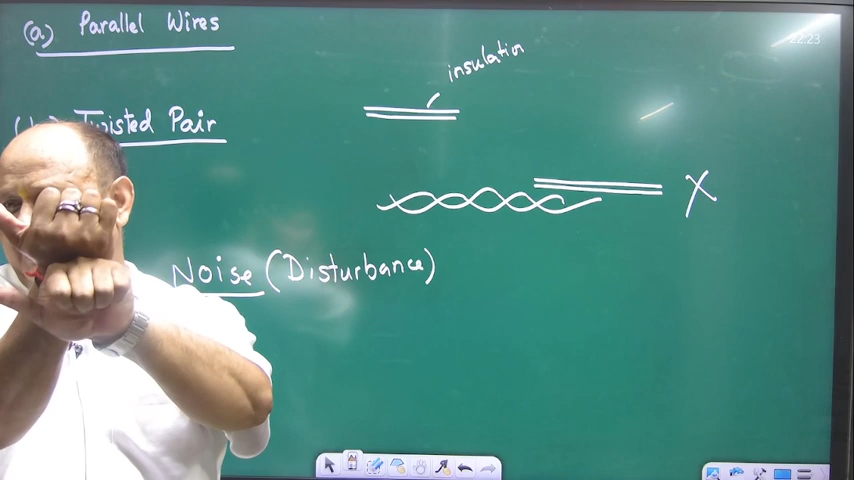 (a) Parallel Wires
insulation
Twisted Pair
X
Noise (Disturbance)
22:23